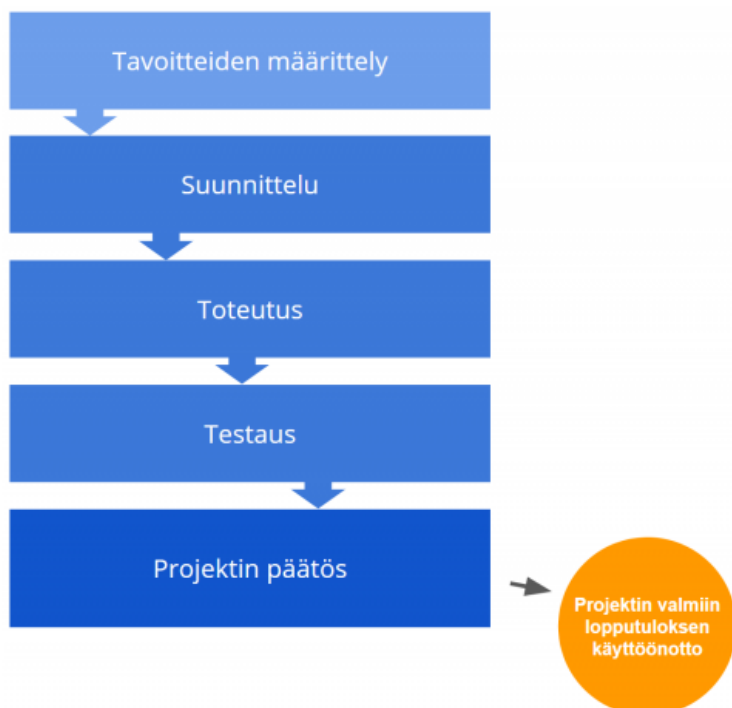 Tavoitteiden määrittely
Suunnittelu
Toteutus
Testaus
Projektin päätös
Projektin valmiin
lopputuloksen
käyttöönotto